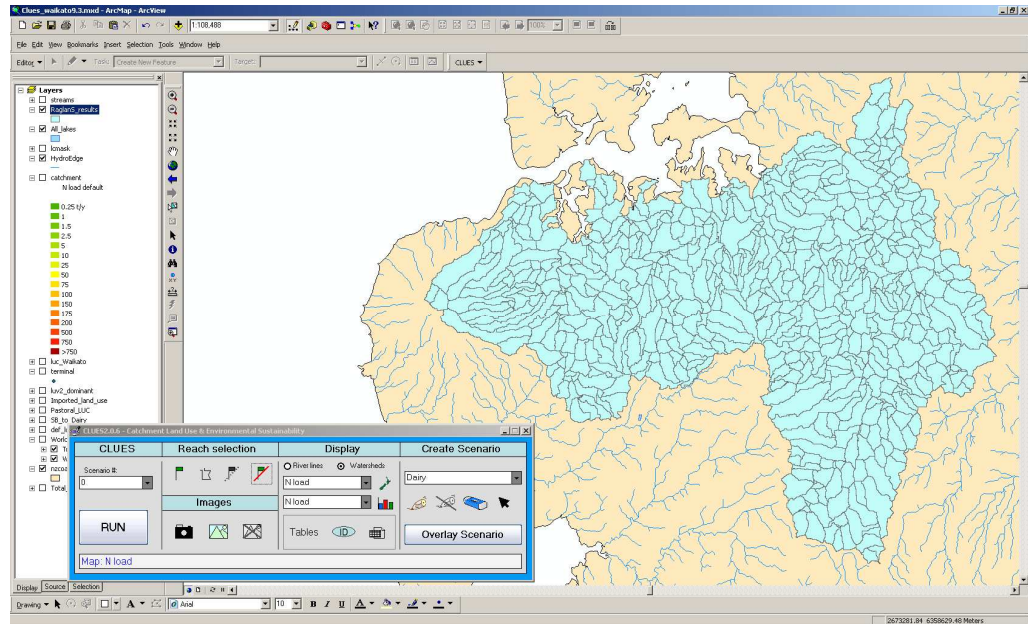 Clues_waikato9.3.mxd - ArcMap - ArcView
1:108,488
100%
File Edit View Bookmarks Insert Selection Tools Window Help
Editor Task: Create New Feature Target: CLUES
Layers
streams
RaglanS_results
All_lakes
lcmask
HydroEdge
catchment
N load default
0.25 t/y
1
1.5
2.5
5
10
25
50
75
100
150
175
200
500
750
>750
luc_Waikato
terminal
luv2_dominant
Imported_land_use
Pastoral_LUC
SB_to_Dairy
CLUES2.0.6 - Catchment Land Use & Environmental Sustainability
CLUES Reach selection Display Create Scenario
Scenario #:
0
River lines Watersheds
N load
Dairy
Images
N load
RUN
Tables ID
Overlay Scenario
Map: N load
Display Source Selection
Drawing A Arial 10 B I U A
2673281.84 6358629.48 Meters